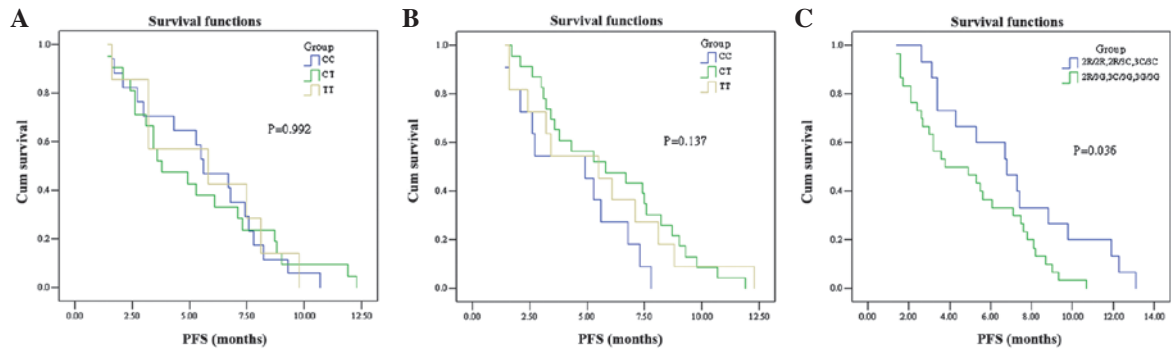 A
Survival functions
Group
CC
CT
TT
P=0.992
Cum survival
1.0
0.8
0.6
0.4
0.2
0.0
0.00 2.50 5.00 7.50 10.00 12.50
PFS (months)
B
Survival functions
Group
CC
CT
TT
P=0.137
Cum survival
1.0
0.8
0.6
0.4
0.2
0.0
0.00 2.50 5.00 7.50 10.00 12.50
PFS (months)
C
Survival functions
Group
2R/2R,2R/3C,3C/3C
2R/3G,3C/3G,3G/3G
P=0.036
Cum survival
1.0
0.8
0.6
0.4
0.2
0.0
0.00 2.00 4.00 6.00 8.00 10.00 12.00 14.00
PFS (months)